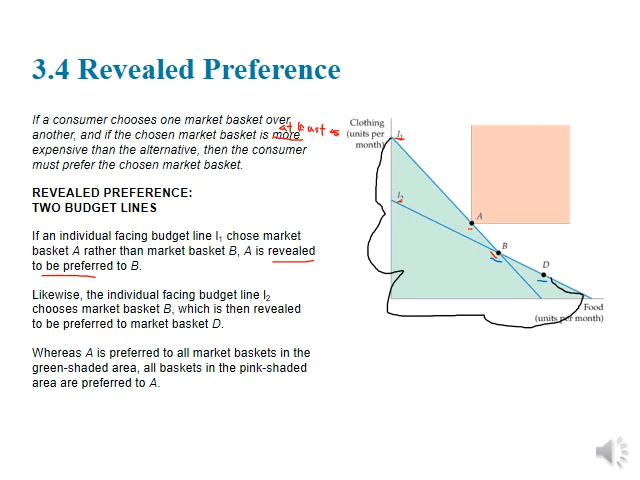 3.4 Revealed Preference
If a consumer chooses one market basket over
another, and if the chosen market basket is more
at least as
expensive than the alternative, then the consumer
must prefer the chosen market basket.
REVEALED PREFERENCE:
TWO BUDGET LINES
If an individual facing budget line I₁ chose market
basket A rather than market basket B, A is revealed
to be preferred to B.
Likewise, the individual facing budget line I₂
chooses market basket B, which is then revealed
to be preferred to market basket D.
Whereas A is preferred to all market baskets in the
green-shaded area, all baskets in the pink-shaded
area are preferred to A.
Clothing
(units per
month)
I₁
I₂
A
B
D
Food
(units per month)